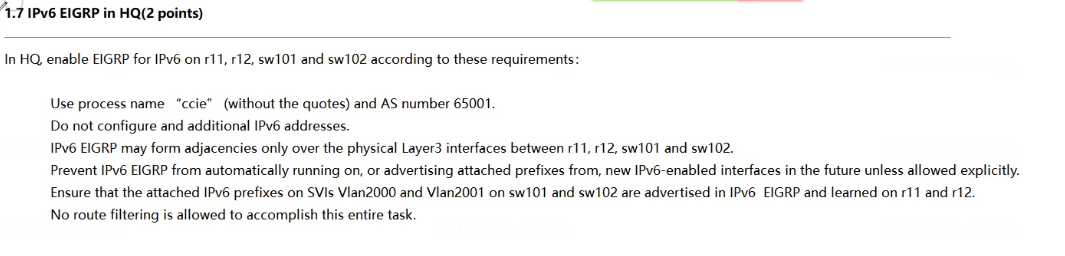 1.7 IPv6 EIGRP in HQ(2 points)
In HQ, enable EIGRP for IPv6 on r11, r12, sw101 and sw102 according to these requirements:
Use process name "ccie" (without the quotes) and AS number 65001.
Do not configure and additional IPv6 addresses.
IPv6 EIGRP may form adjacencies only over the physical Layer3 interfaces between r11, r12, sw101 and sw102.
Prevent IPv6 EIGRP from automatically running on, or advertising attached prefixes from, new IPv6-enabled interfaces in the future unless allowed explicitly.
Ensure that the attached IPv6 prefixes on SVIs Vlan2000 and Vlan2001 on sw101 and sw102 are advertised in IPv6 EIGRP and learned on r11 and r12.
No route filtering is allowed to accomplish this entire task.